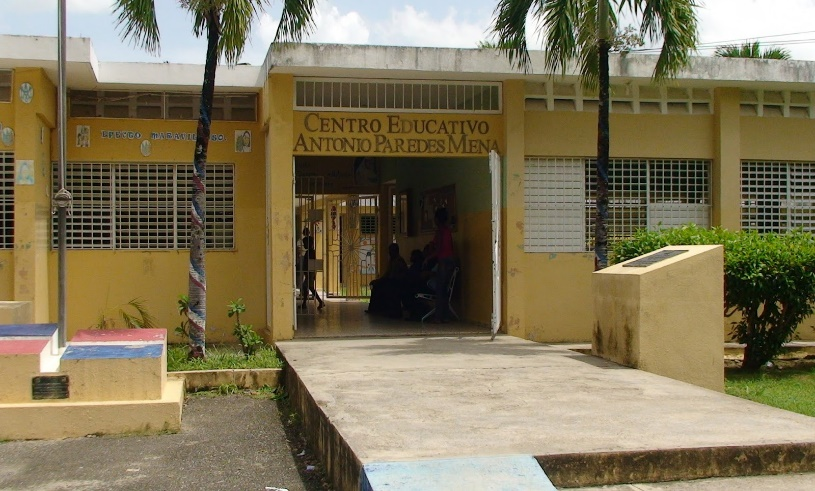 CENTRO EDUCATIVO
ANTONIO PAREDES MENA